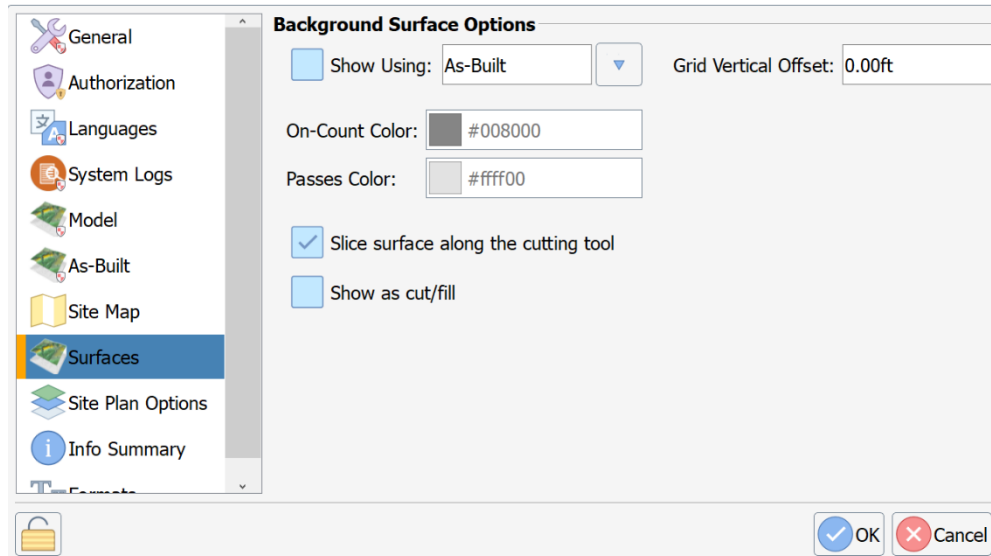 General
Authorization
Languages
System Logs
Model
As-Built
Site Map
Surfaces
Site Plan Options
Info Summary
Formats
Background Surface Options
Show Using: As-Built Grid Vertical Offset: 0.00ft
On-Count Color: #008000
Passes Color: #ffff00
Slice surface along the cutting tool
Show as cut/fill
OK Cancel